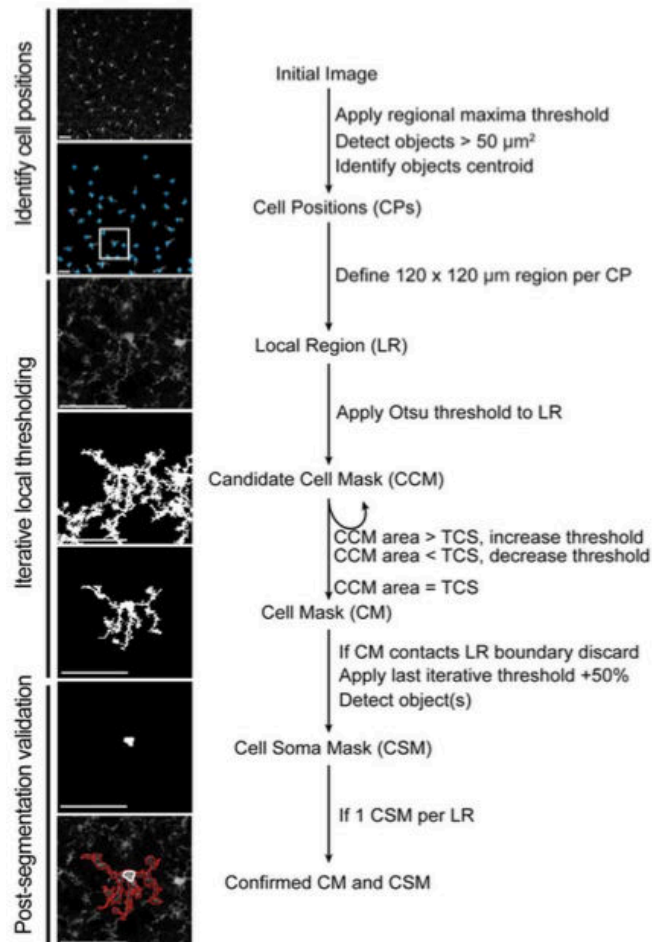 Identify cell positions
Initial Image
Apply regional maxima threshold
Detect objects > 50 µm²
Identify objects centroid
Cell Positions (CPs)
Define 120 x 120 µm region per CP
Iterative local thresholding
Local Region (LR)
Apply Otsu threshold to LR
Candidate Cell Mask (CCM)
CCM area > TCS, increase threshold
CCM area < TCS, decrease threshold
CCM area = TCS
Cell Mask (CM)
If CM contacts LR boundary discard
Apply last iterative threshold +50%
Detect object(s)
Post-segmentation validation
Cell Soma Mask (CSM)
If 1 CSM per LR
Confirmed CM and CSM